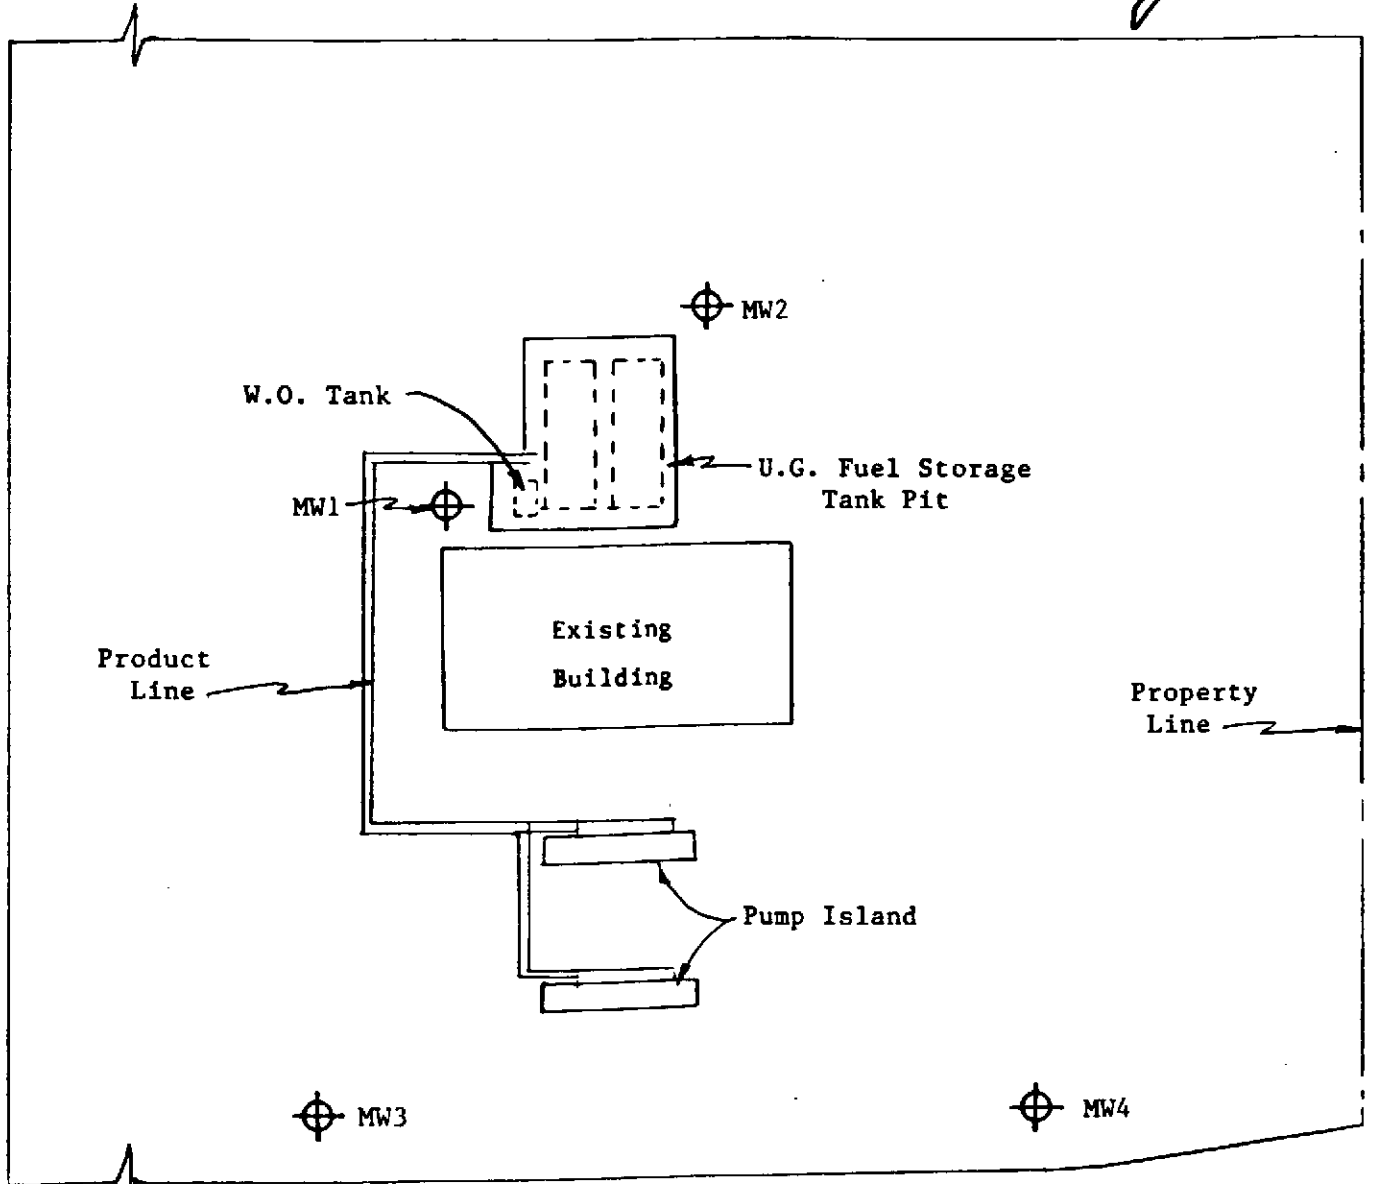 MW2
W.O. Tank
U.G. Fuel Storage
Tank Pit
MW1
Existing
Building
Product
Line
Property
Line
Pump Island
MW3
MW4